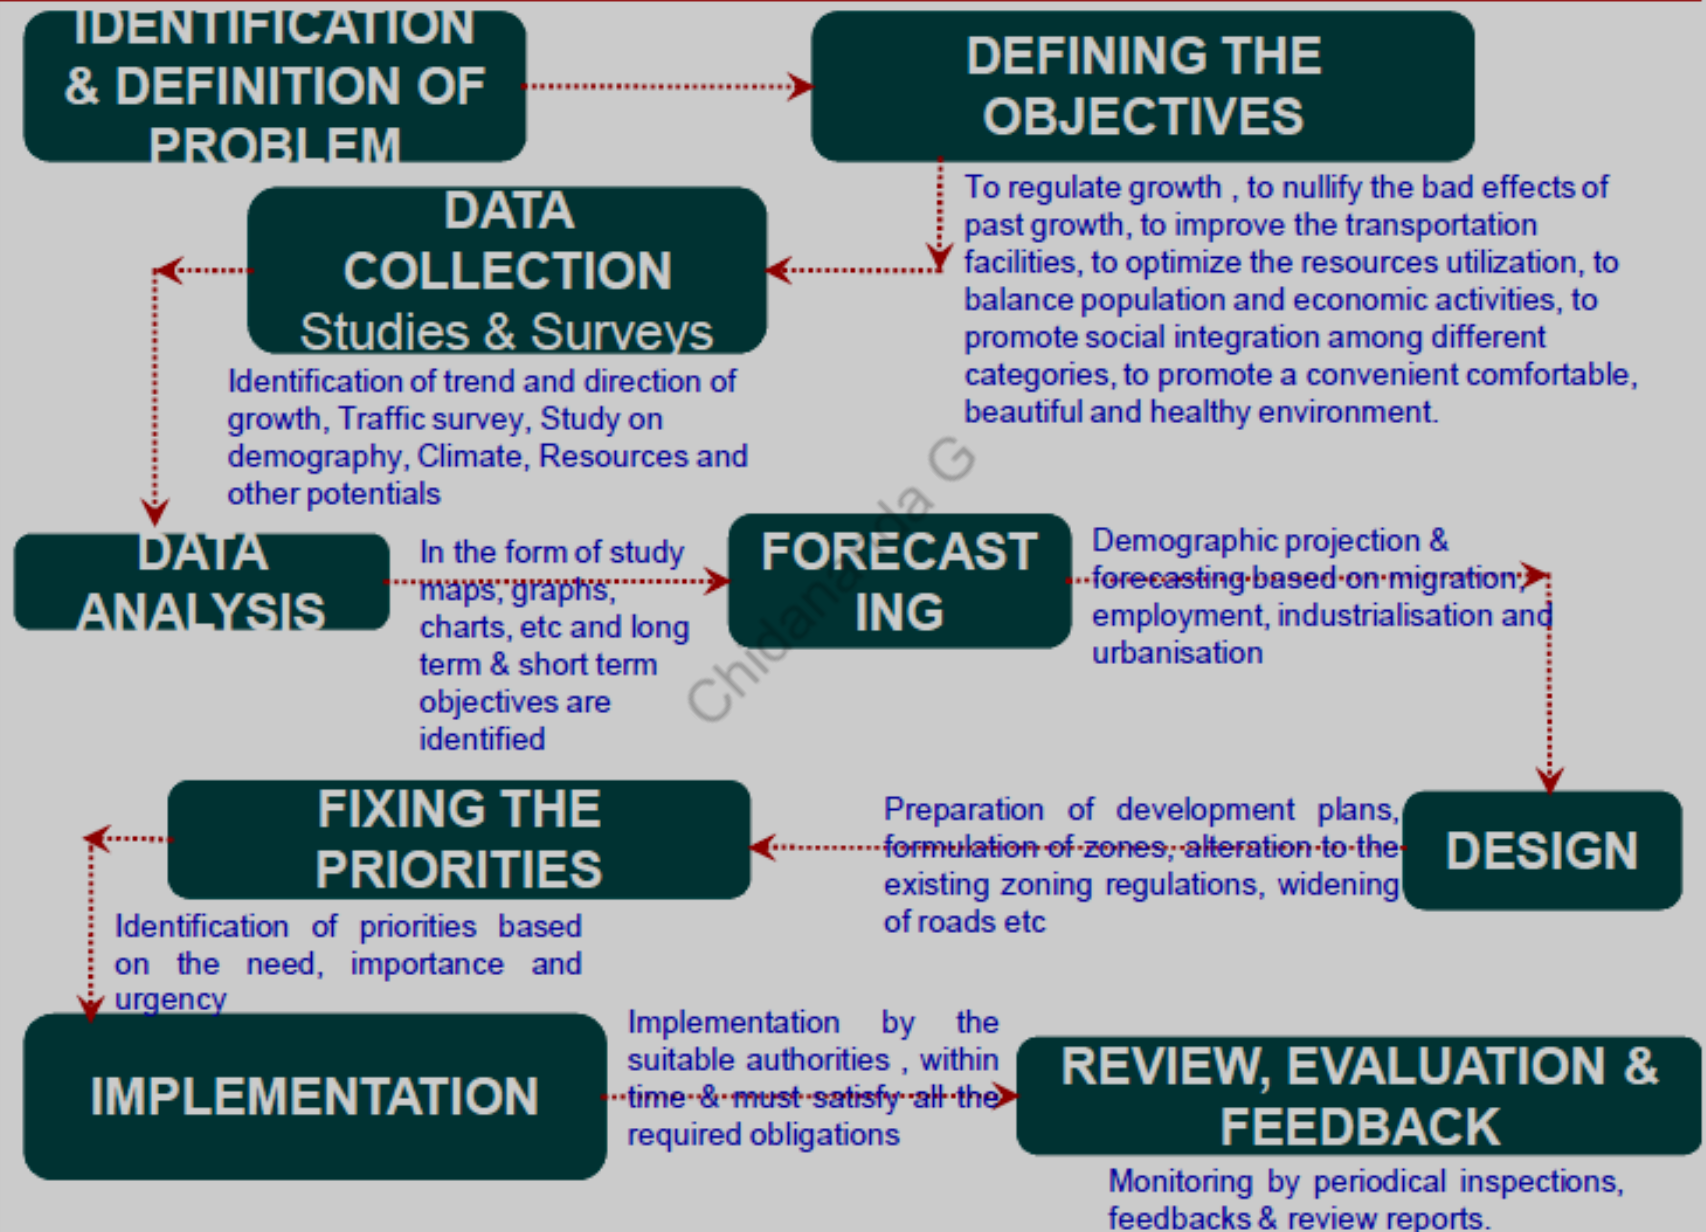 IDENTIFICATION
& DEFINITION OF
PROBLEM
DEFINING THE
OBJECTIVES
To regulate growth , to nullify the bad effects of
past growth, to improve the transportation
facilities, to optimize the resources utilization, to
balance population and economic activities, to
promote social integration among different
categories, to promote a convenient comfortable,
beautiful and healthy environment.
DATA
COLLECTION
Studies & Surveys
Identification of trend and direction of
growth, Traffic survey, Study on
demography, Climate, Resources and
other potentials
DATA
ANALYSIS
In the form of study
maps, graphs,
charts, etc and long
term & short term
objectives are
identified
FORECAST
ING
Demographic projection &
forecasting based on migration,
employment, industrialisation and
urbanisation
Chidananda G
DESIGN
Preparation of development plans,
formulation of zones, alteration to the
existing zoning regulations, widening
of roads etc
FIXING THE
PRIORITIES
Identification of priorities based
on the need, importance and
urgency
IMPLEMENTATION
Implementation by the
suitable authorities , within
time & must satisfy all the
required obligations
REVIEW, EVALUATION &
FEEDBACK
Monitoring by periodical inspections,
feedbacks & review reports.